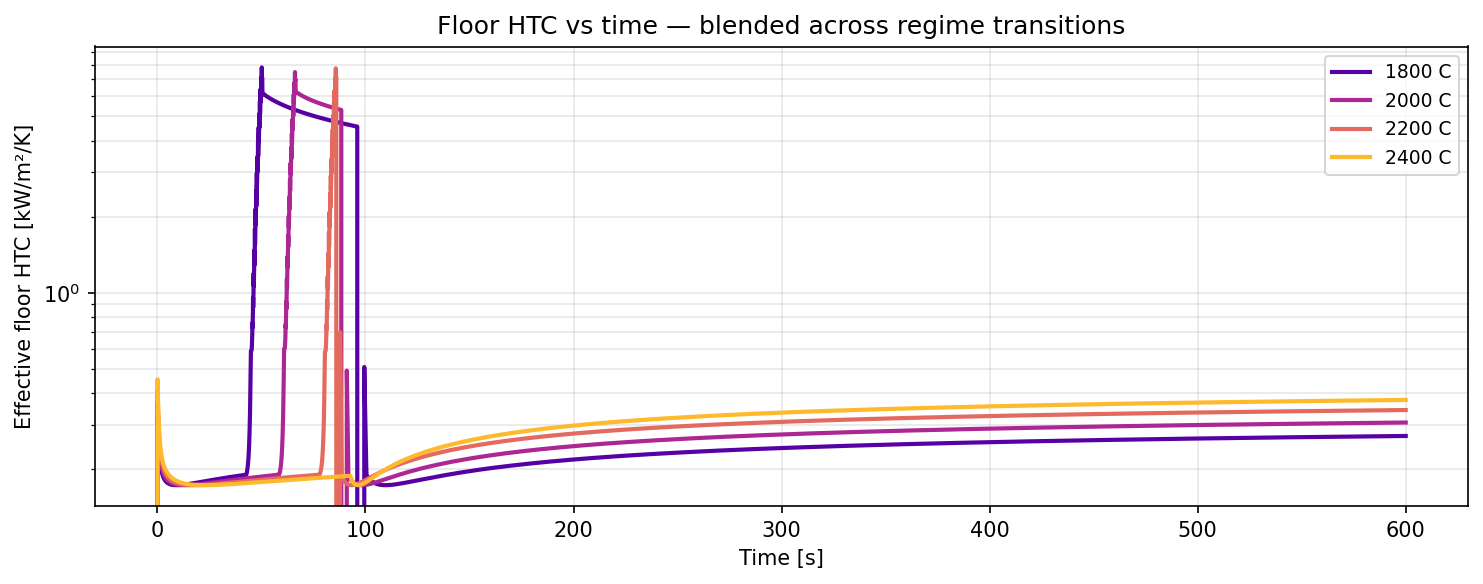 Floor HTC vs time — blended across regime transitions
Effective floor HTC [kW/m²/K]
10⁰
1800 C
2000 C
2200 C
2400 C
0 100 200 300 400 500 600
Time [s]